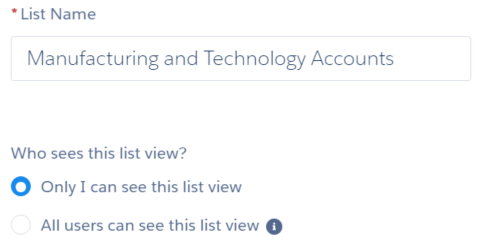 * List Name
Manufacturing and Technology Accounts
Who sees this list view?
Only I can see this list view
All users can see this list view